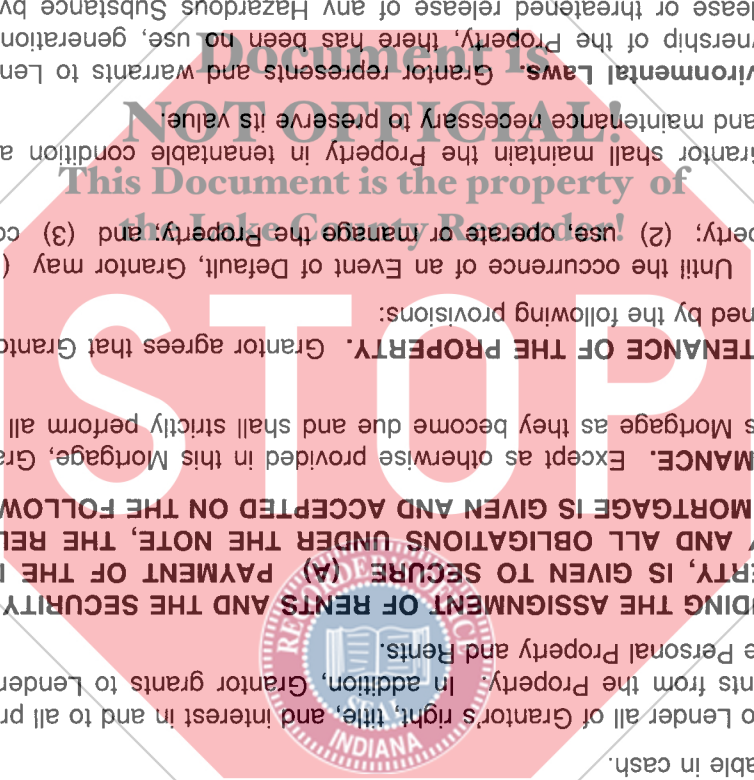 able in cash.
o Lender all of Grantor's right, title, and interest in and to all pr
nts from the Property. In addition, Grantor grants to Lender
e Personal Property and Rents.
DING THE ASSIGNMENT OF RENTS AND THE SECURITY
ERTY, IS GIVEN TO SECURE (A) PAYMENT OF THE I
Y AND ALL OBLIGATIONS UNDER THE NOTE, THE REL
MORTGAGE IS GIVEN AND ACCEPTED ON THE FOLLOW
MANCE. Except as otherwise provided in this Mortgage, Gra
s Mortgage as they become due and shall strictly perform all
TENANCE OF THE PROPERTY. Grantor agrees that Granto
ned by the following provisions:
Until the occurrence of an Event of Default, Grantor may (
perty; (2) use, operate or manage the Property; and (3) co
rantor shall maintain the Property in tenantable condition a
and maintenance necessary to preserve its value.
vironmental Laws. Grantor represents and warrants to Len
nership of the Property, there has been no use, generation
lease or threatened release of any Hazardous Substance by
Document is
NOT OFFICIAL!
This Document is the property of
the Lake County Recorder!
STOP
RECORDER'S OFFICE
SEAL
INDIANA